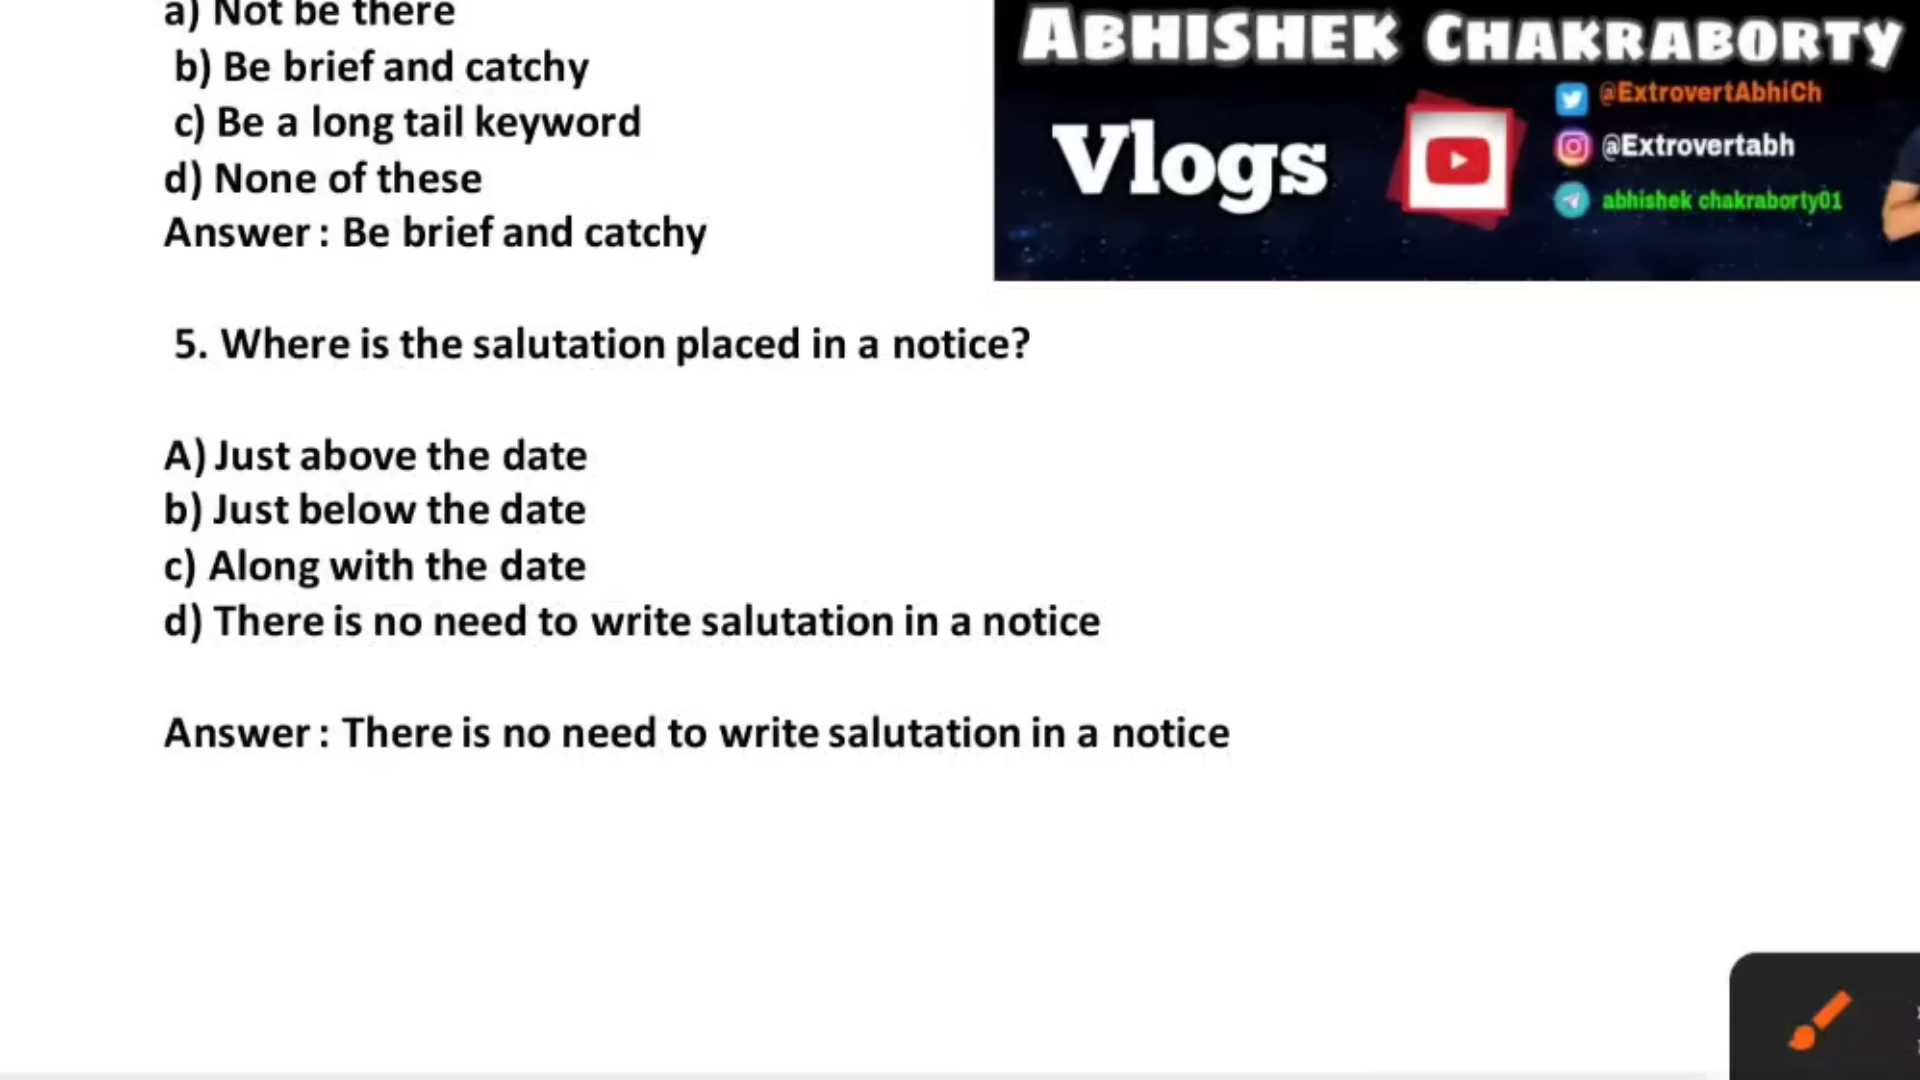 a) Not be there
b) Be brief and catchy
c) Be a long tail keyword
d) None of these
Answer : Be brief and catchy
ABHISHEK CHAKRABORTY
Vlogs
@ExtrovertAbhiCh
@Extrovertabh
abhishek chakraborty01
5. Where is the salutation placed in a notice?
A) Just above the date
b) Just below the date
c) Along with the date
d) There is no need to write salutation in a notice
Answer : There is no need to write salutation in a notice